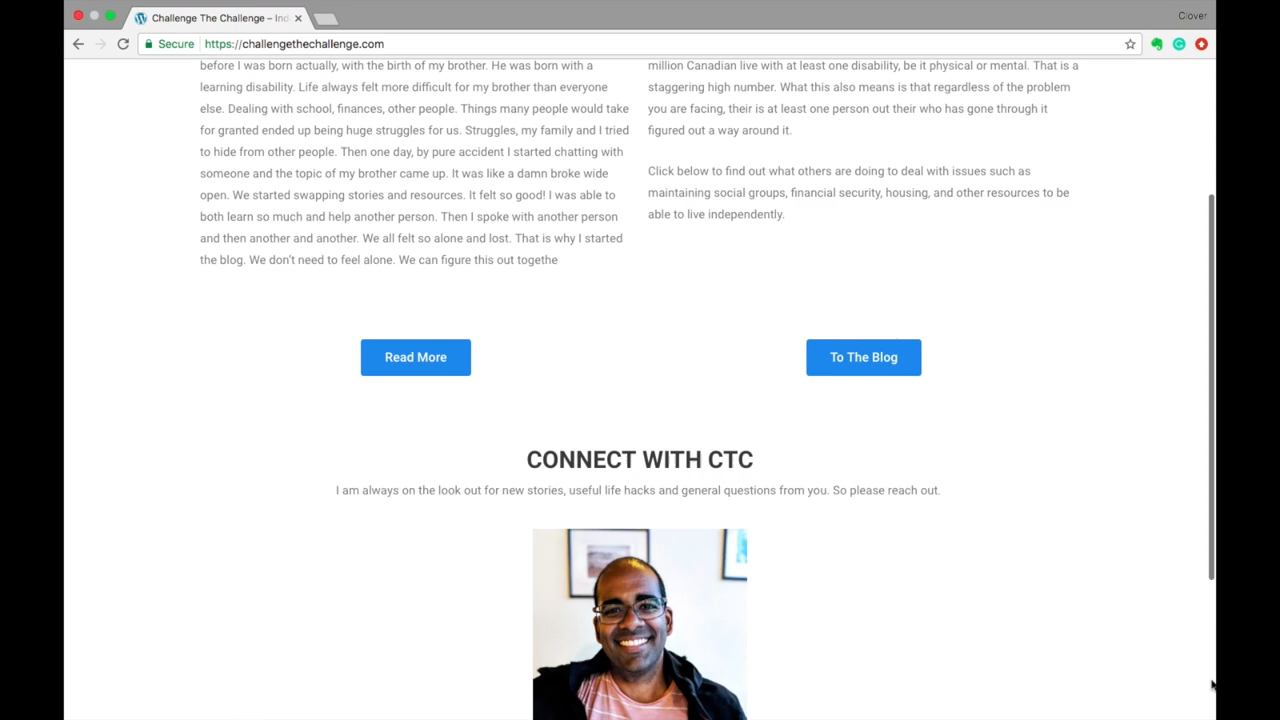 Challenge The Challenge – Ind
Clover
Secure https://challengethechallenge.com
before I was born actually, with the birth of my brother. He was born with a
learning disability. Life always felt more difficult for my brother than everyone
else. Dealing with school, finances, other people. Things many people would take
for granted ended up being huge struggles for us. Struggles, my family and I tried
to hide from other people. Then one day, by pure accident I started chatting with
someone and the topic of my brother came up. It was like a damn broke wide
open. We started swapping stories and resources. It felt so good! I was able to
both learn so much and help another person. Then I spoke with another person
and then another and another. We all felt so alone and lost. That is why I started
the blog. We don't need to feel alone. We can figure this out togethe
million Canadian live with at least one disability, be it physical or mental. That is a
staggering high number. What this also means is that regardless of the problem
you are facing, their is at least one person out their who has gone through it
figured out a way around it.
Click below to find out what others are doing to deal with issues such as
maintaining social groups, financial security, housing, and other resources to be
able to live independently.
Read More
To The Blog
CONNECT WITH CTC
I am always on the look out for new stories, useful life hacks and general questions from you. So please reach out.